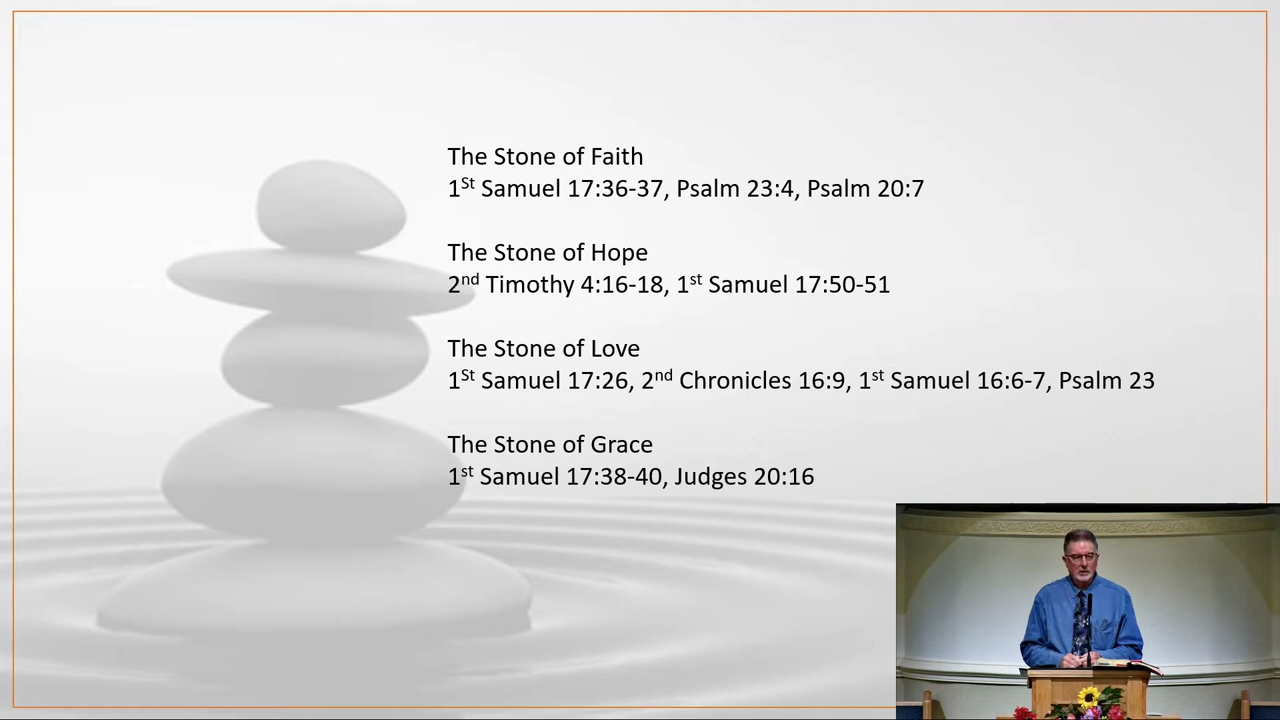 The Stone of Faith
1St Samuel 17:36-37, Psalm 23:4, Psalm 20:7
The Stone of Hope
2nd Timothy 4:16-18, 1st Samuel 17:50-51
The Stone of Love
1St Samuel 17:26, 2nd Chronicles 16:9, 1st Samuel 16:6-7, Psalm 23
The Stone of Grace
1st Samuel 17:38-40, Judges 20:16